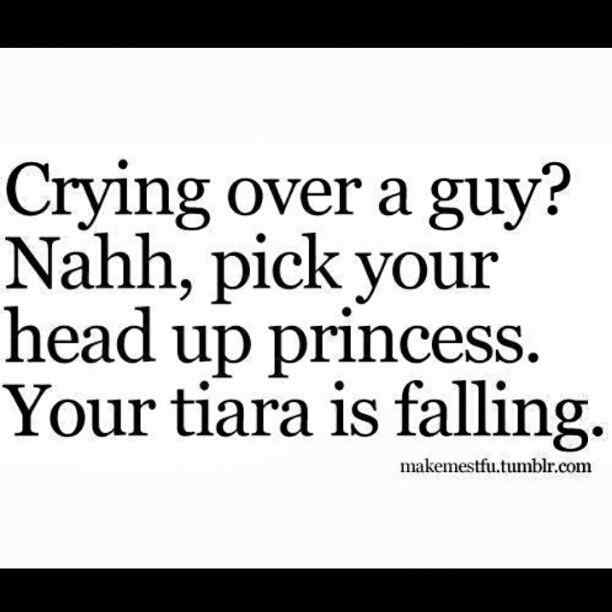 Crying over a guy?
Nahh, pick your
head up princess.
Your tiara is falling.
makemestfu.tumblr.com